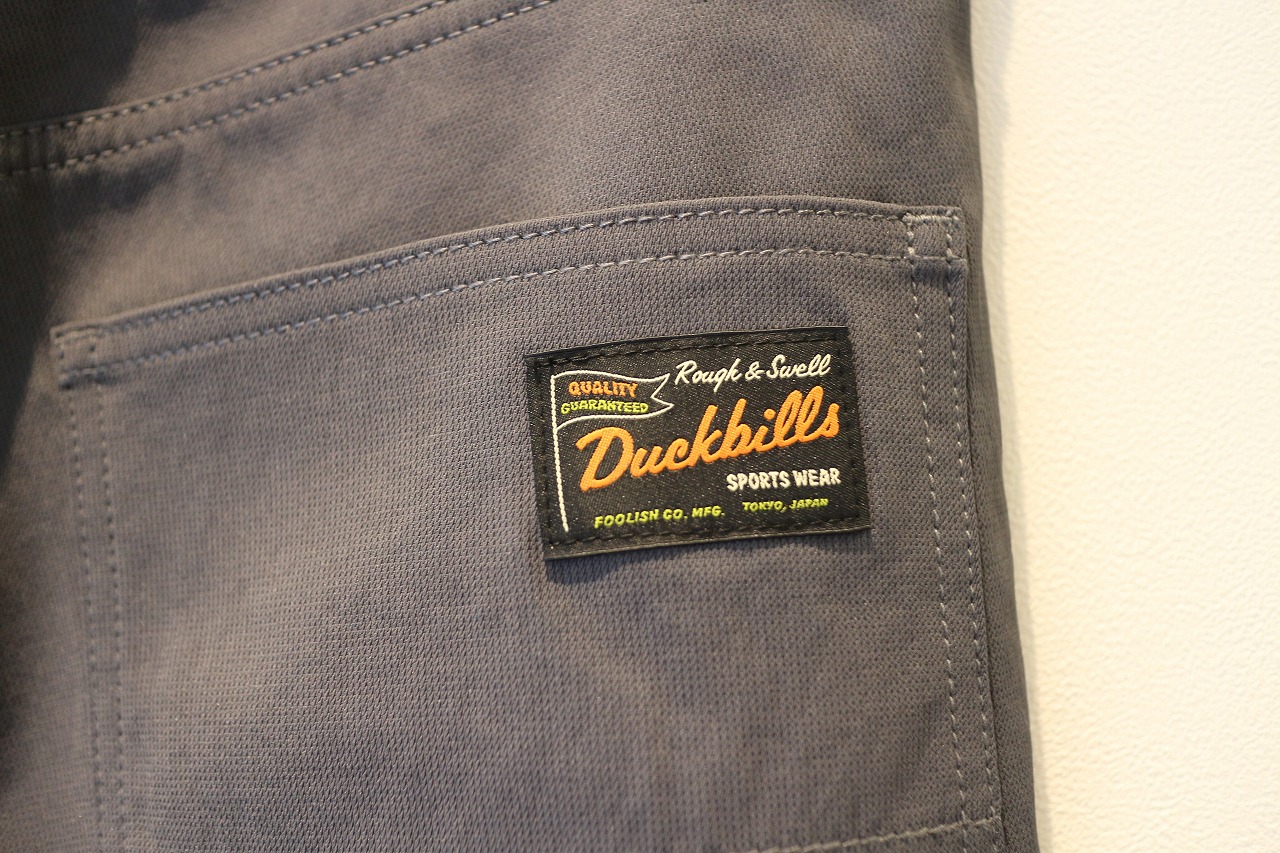 Rough & Swell
QUALITY
GUARANTEED
Duckbills
SPORTS WEAR
FOOLISH CO. MFG. TOKYO, JAPAN